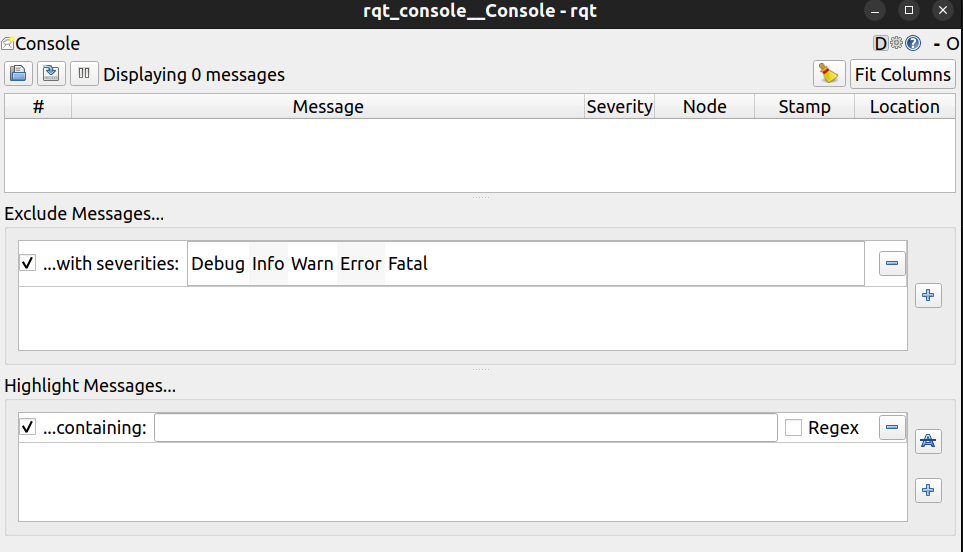 rqt_console__Console - rqt
Console D - O
Displaying 0 messages Fit Columns
# Message Severity Node Stamp Location
Exclude Messages...
...with severities: Debug Info Warn Error Fatal
Highlight Messages...
...containing: Regex